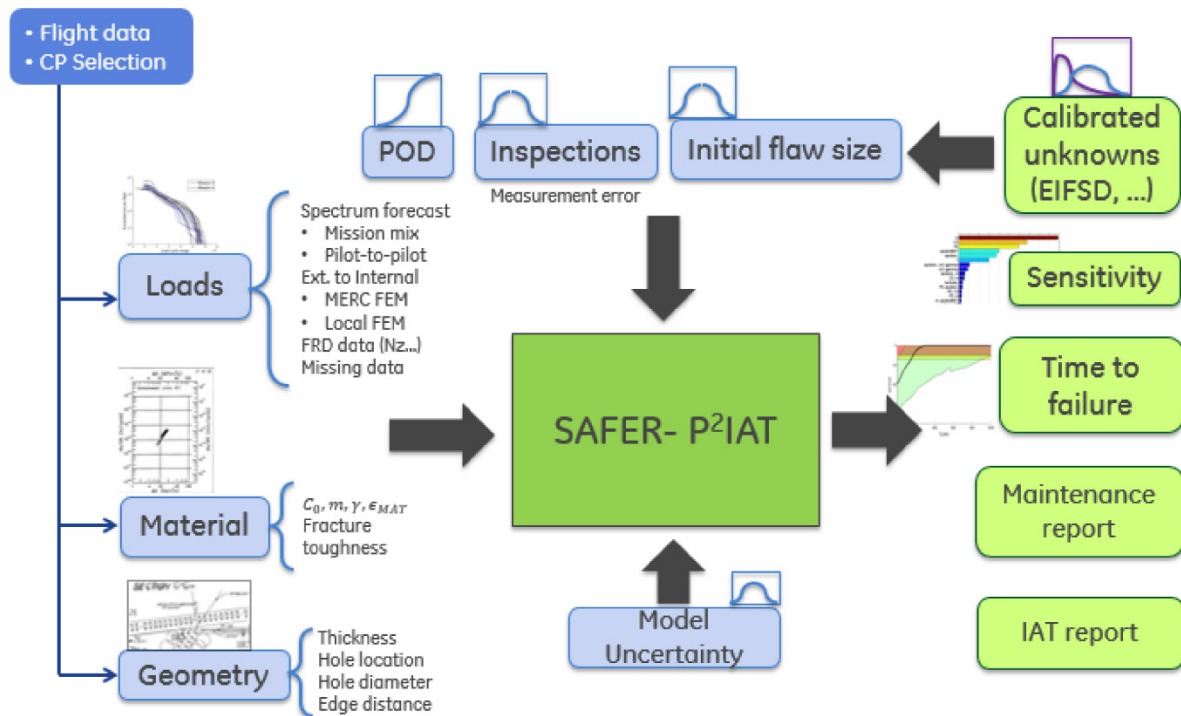 • Flight data
• CP Selection
POD
Inspections
Measurement error
Initial flaw size
Calibrated
unknowns
(EIFSD, ...)
Loads
Spectrum forecast
• Mission mix
• Pilot-to-pilot
Ext. to Internal
• MERC FEM
• Local FEM
FRD data (Nz...)
Missing data
Sensitivity
SAFER- P²IAT
Time to
failure
Material
C₀, m, γ, ϵ_MAT
Fracture
toughness
Maintenance
report
Geometry
Thickness
Hole location
Hole diameter
Edge distance
Model
Uncertainty
IAT report